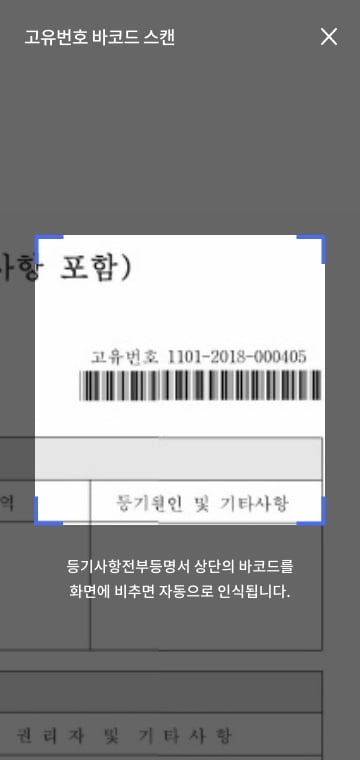 고유번호 바코드 스캔
사항 포함)
고유번호 1101-2018-000405
역
등기원인 및 기타사항
등기사항전부등명서 상단의 바코드를
화면에 비추면 자동으로 인식됩니다.
권 리 자 및 기 타 사 항